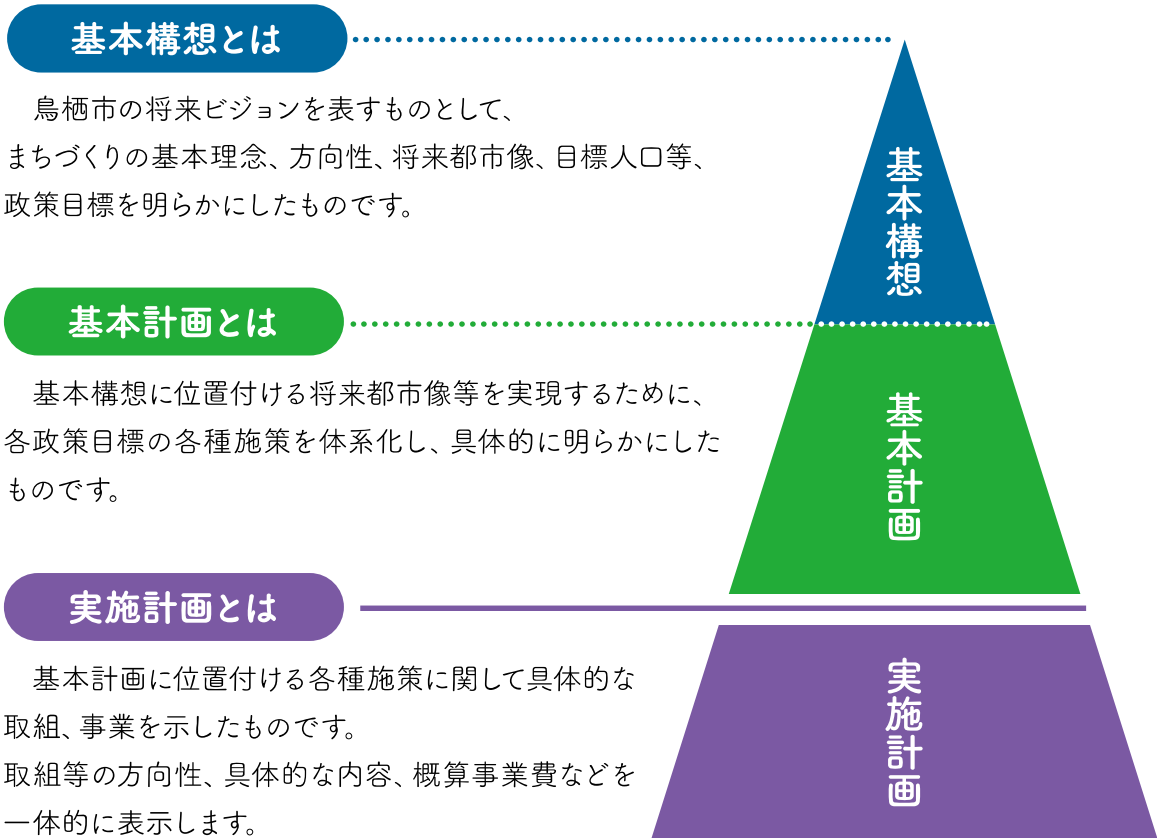 基本構想とは
鳥栖市の将来ビジョンを表すものとして、
まちづくりの基本理念、方向性、将来都市像、目標人口等、
政策目標を明らかにしたものです。
基本計画とは
基本構想に位置付ける将来都市像等を実現するために、
各政策目標の各種施策を体系化し、具体的に明らかにした
ものです。
実施計画とは
基本計画に位置付ける各種施策に関して具体的な
取組、事業を示したものです。
取組等の方向性、具体的な内容、概算事業費などを
一体的に表示します。
基本構想
基本計画
実施計画